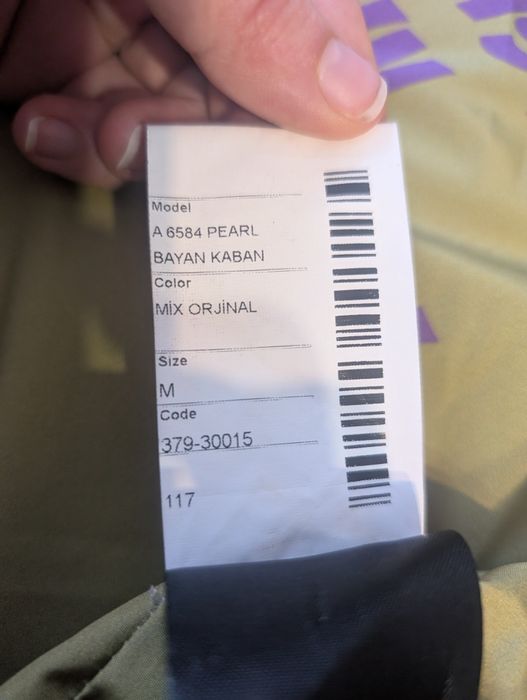 Model
A 6584 PEARL
BAYAN KABAN
Color
MİX ORJİNAL
Size
M
Code
379-30015
117